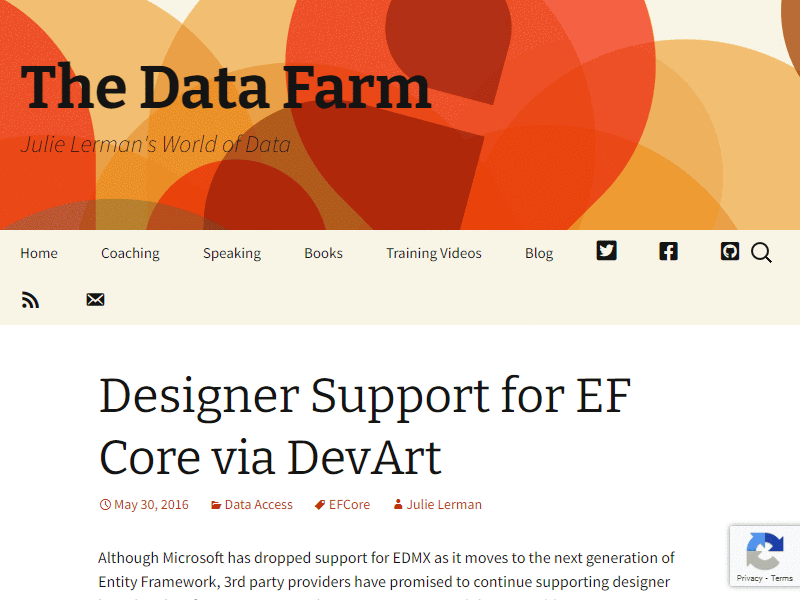 The Data Farm
Julie Lerman's World of Data
Home Coaching Speaking Books Training Videos Blog
Designer Support for EF
Core via DevArt
May 30, 2016 Data Access EFCore Julie Lerman
Although Microsoft has dropped support for EDMX as it moves to the next generation of
Entity Framework, 3rd party providers have promised to continue supporting designer
Privacy - Terms